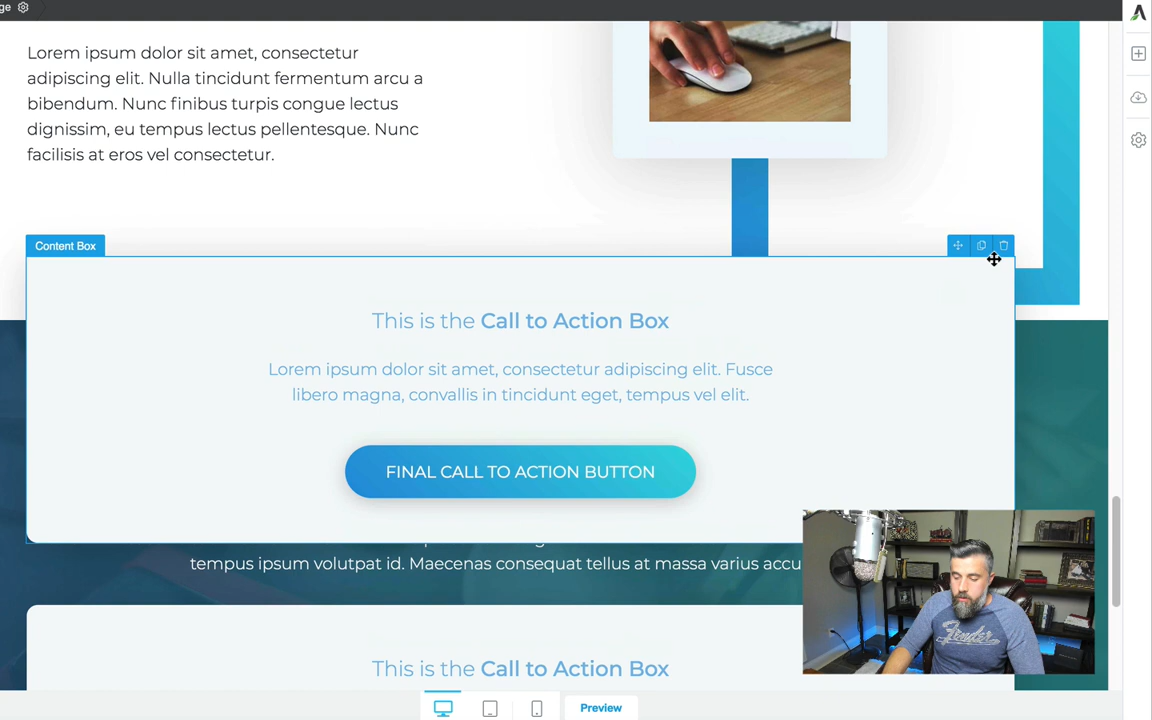 ge
Lorem ipsum dolor sit amet, consectetur
adipiscing elit. Nulla tincidunt fermentum arcu a
bibendum. Nunc finibus turpis congue lectus
dignissim, eu tempus lectus pellentesque. Nunc
facilisis at eros vel consectetur.
Content Box
This is the Call to Action Box
Lorem ipsum dolor sit amet, consectetur adipiscing elit. Fusce
libero magna, convallis in tincidunt eget, tempus vel elit.
FINAL CALL TO ACTION BUTTON
tempus ipsum volutpat id. Maecenas consequat tellus at massa varius accu
Fender
This is the Call to Action Box
Preview